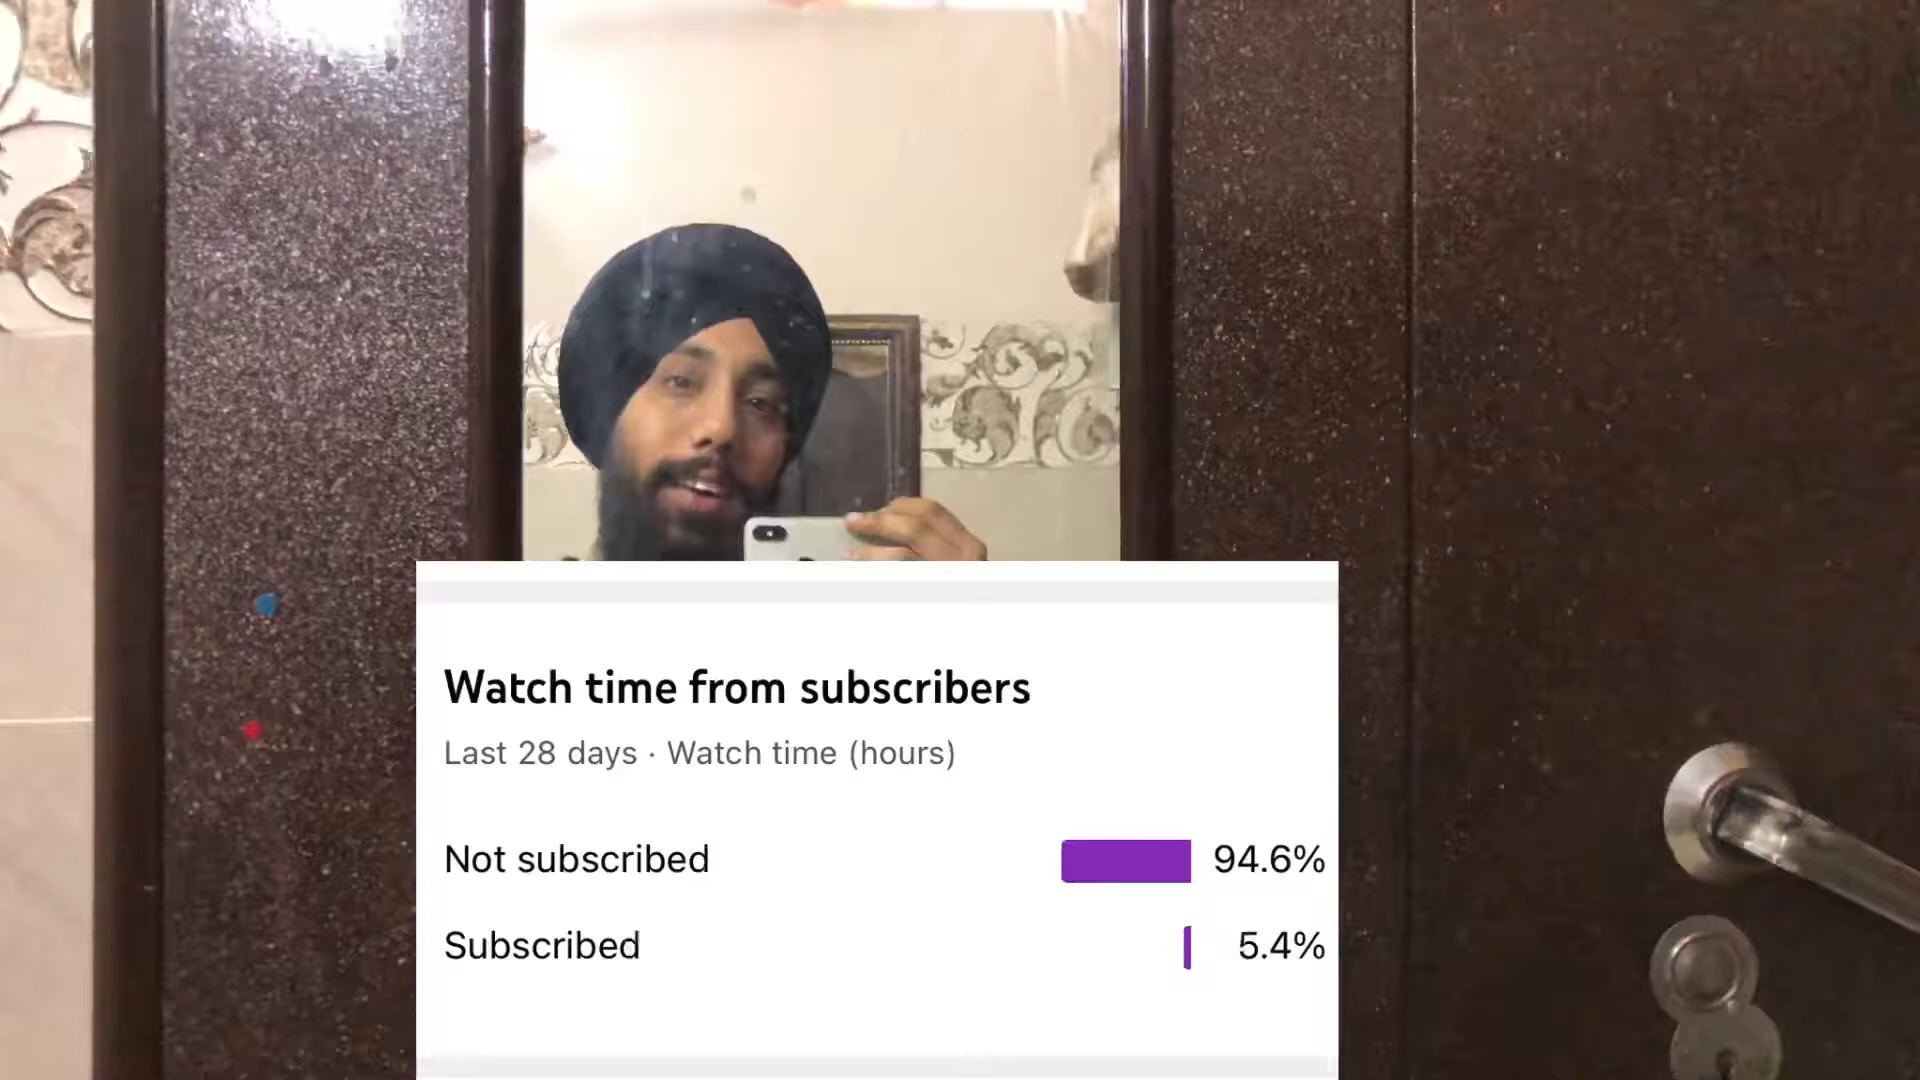 Watch time from subscribers
Last 28 days · Watch time (hours)
Not subscribed 94.6%
Subscribed 5.4%